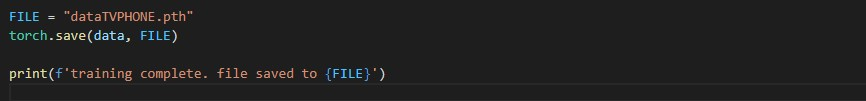 FILE = "dataTVPHONE.pth"
torch.save(data, FILE)
print(f'training complete. file saved to {FILE}')